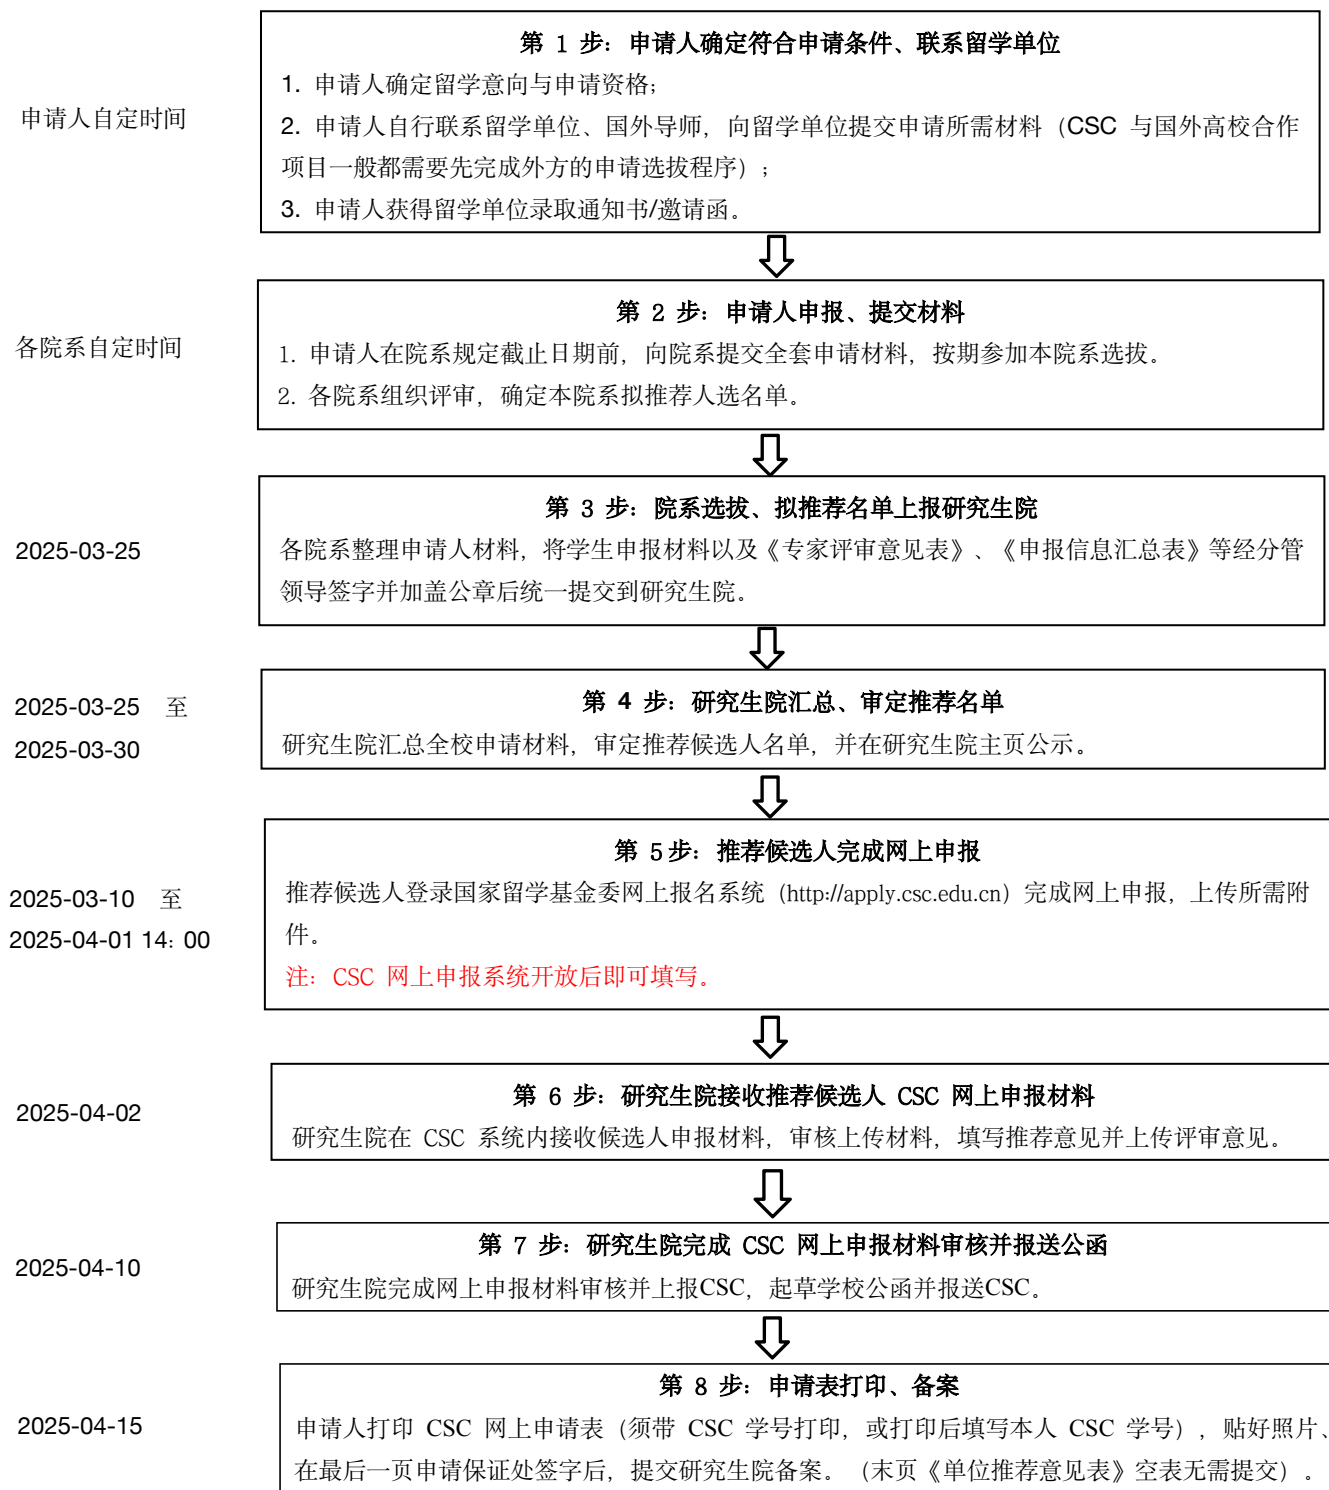 第 1 步：申请人确定符合申请条件、联系留学单位
申请人自定时间
1. 申请人确定留学意向与申请资格；
2. 申请人自行联系留学单位、国外导师，向留学单位提交申请所需材料（CSC 与国外高校合作
项目一般都需要先完成外方的申请选拔程序）；
3. 申请人获得留学单位录取通知书/邀请函。
第 2 步：申请人申报、提交材料
各院系自定时间
1. 申请人在院系规定截止日期前，向院系提交全套申请材料，按期参加本院系选拔。
2. 各院系组织评审，确定本院系拟推荐人选名单。
第 3 步：院系选拔、拟推荐名单上报研究生院
2025-03-25
各院系整理申请人材料，将学生申报材料以及《专家评审意见表》、《申报信息汇总表》等经分管
领导签字并加盖公章后统一提交到研究生院。
第 4 步：研究生院汇总、审定推荐名单
2025-03-25 至
2025-03-30
研究生院汇总全校申请材料，审定推荐候选人名单，并在研究生院主页公示。
第 5步：推荐候选人完成网上申报
2025-03-10 至
2025-04-01 14：00
推荐候选人登录国家留学基金委网上报名系统（http://apply.csc.edu.cn）完成网上申报，上传所需附
件。
注：CSC 网上申报系统开放后即可填写。
第 6 步：研究生院接收推荐候选人 CSC 网上申报材料
2025-04-02
研究生院在 CSC 系统内接收候选人申报材料，审核上传材料，填写推荐意见并上传评审意见。
第 7 步：研究生院完成 CSC 网上申报材料审核并报送公函
2025-04-10
研究生院完成网上申报材料审核并上报CSC，起草学校公函并报送CSC。
第 8 步：申请表打印、备案
2025-04-15
申请人打印 CSC 网上申请表（须带 CSC 学号打印，或打印后填写本人 CSC 学号），贴好照片、
在最后一页申请保证处签字后，提交研究生院备案。（末页《单位推荐意见表》空表无需提交）。